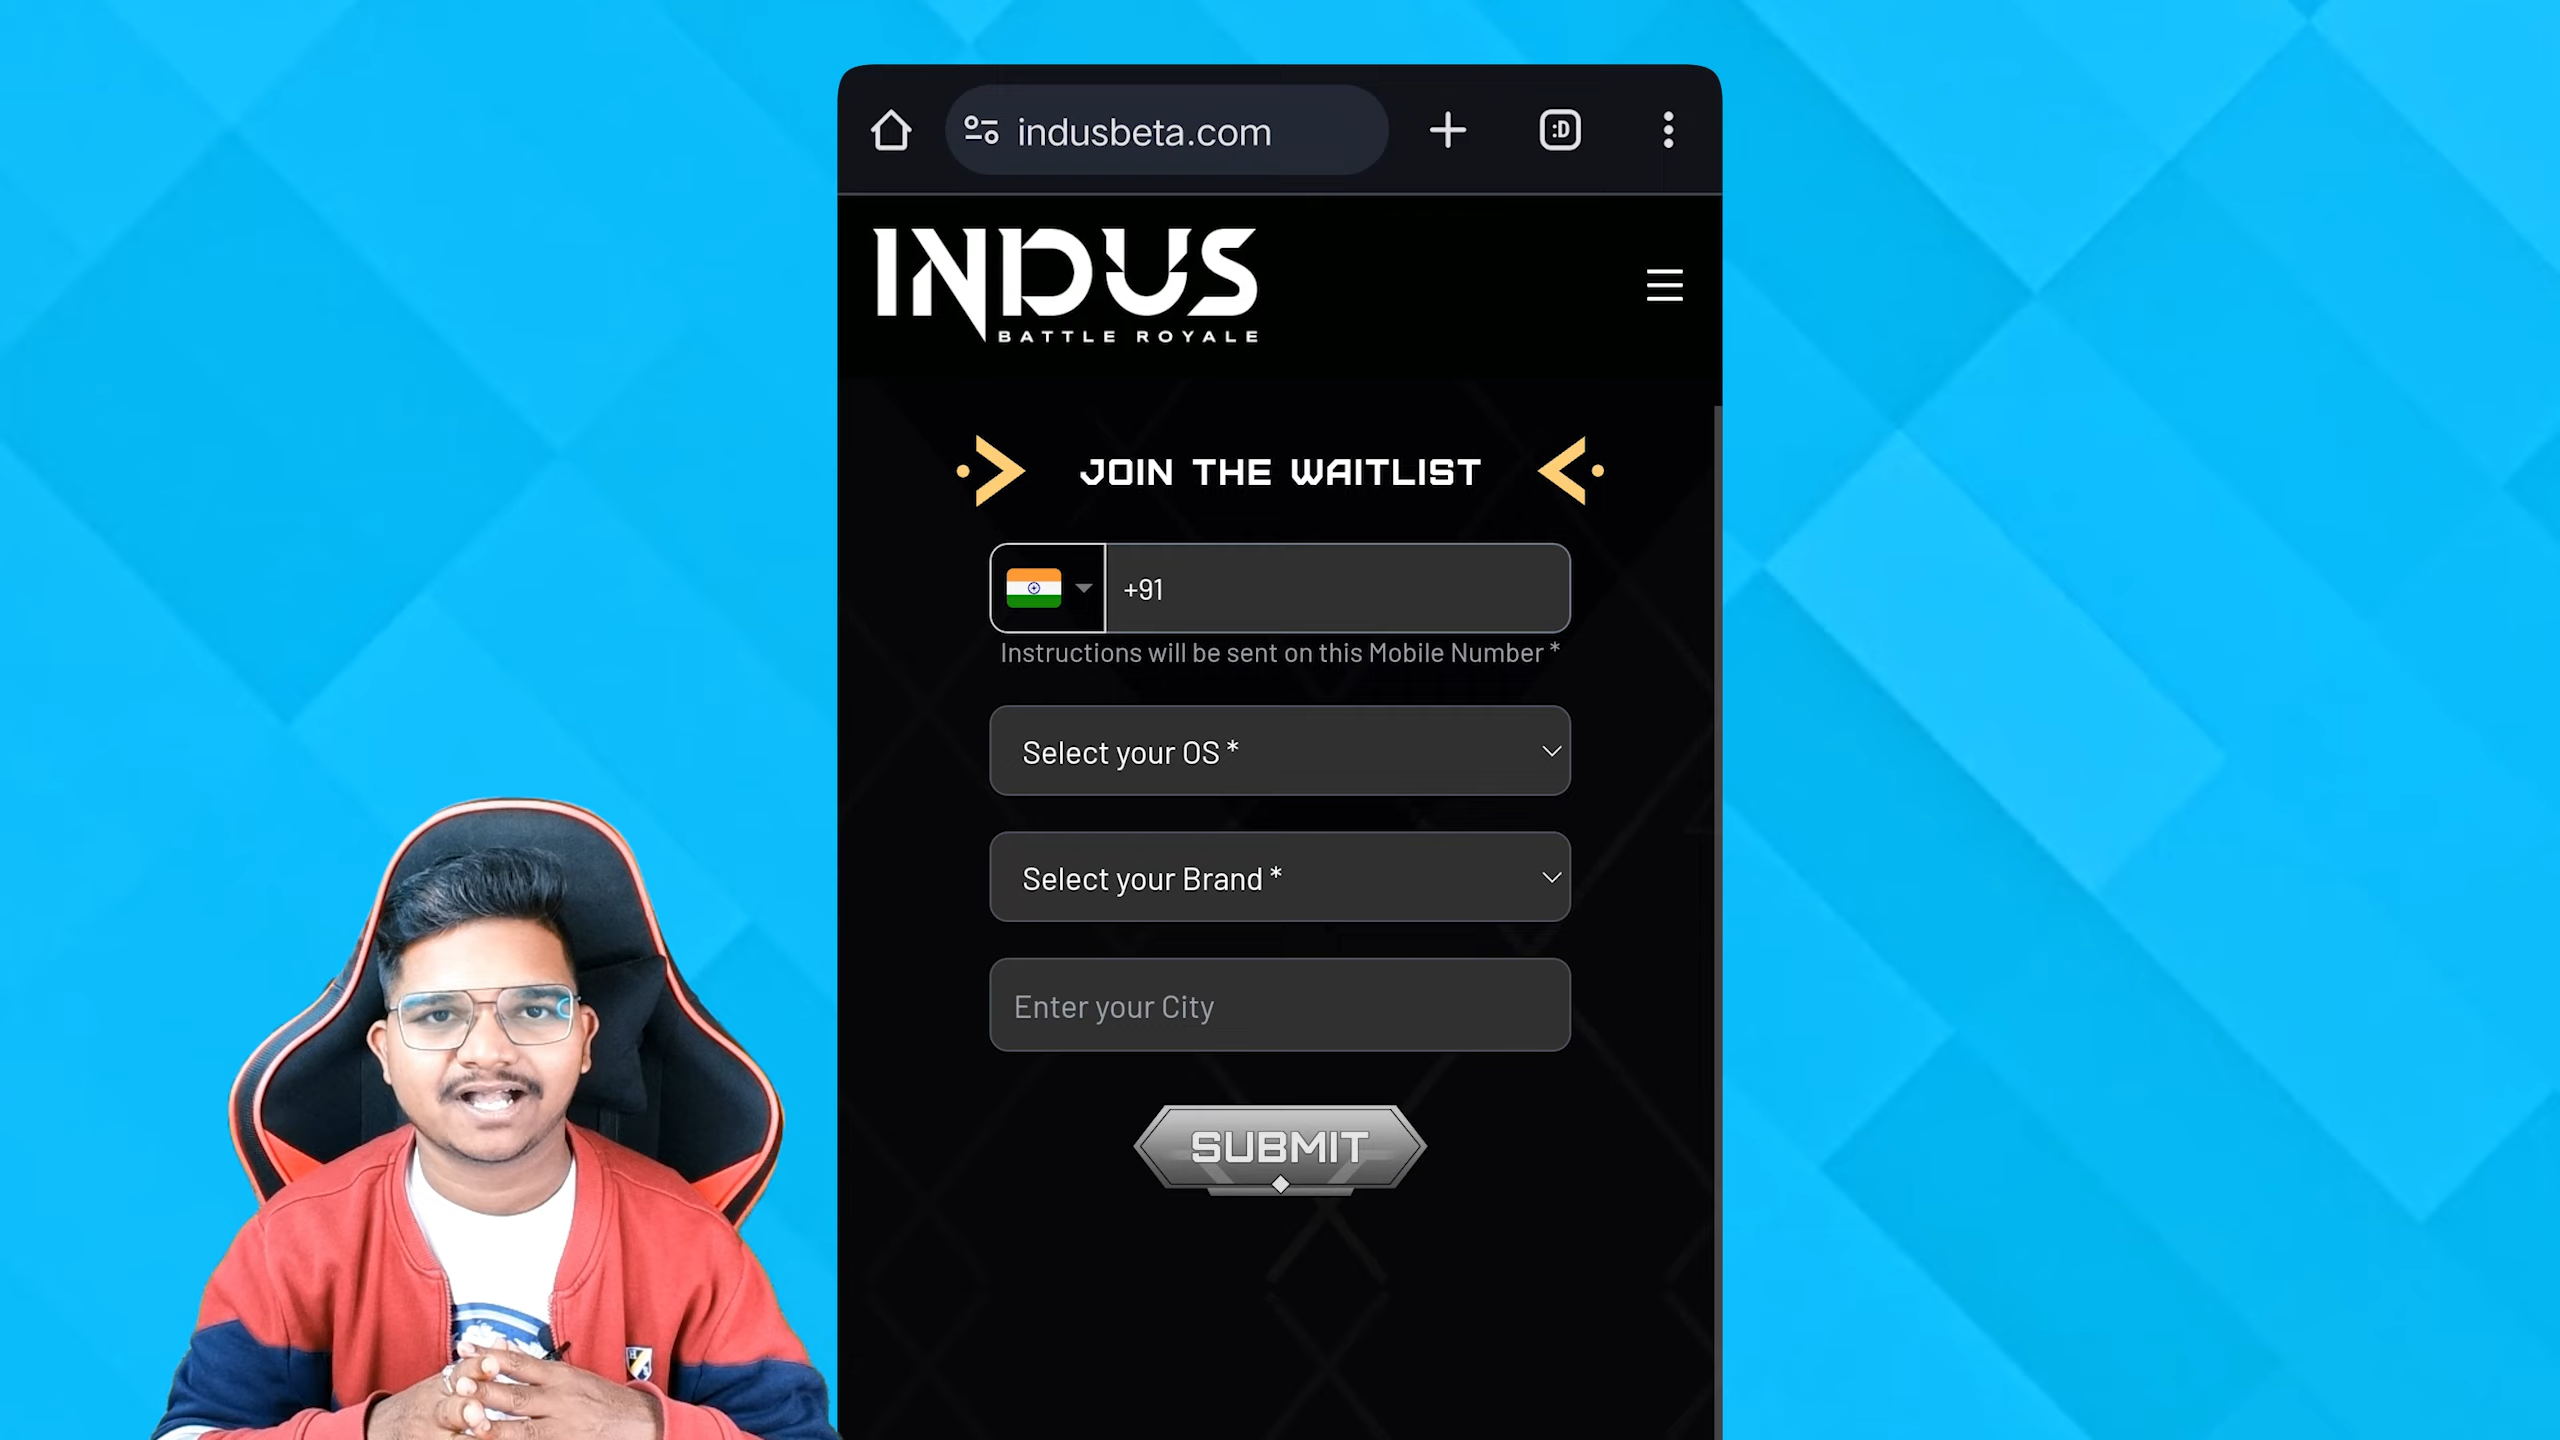 indusbeta.com
:D
INDUS
BATTLE ROYALE
JOIN THE WAITLIST
+91
Instructions will be sent on this Mobile Number *
Select your OS *
Select your Brand *
Enter your City
SUBMIT